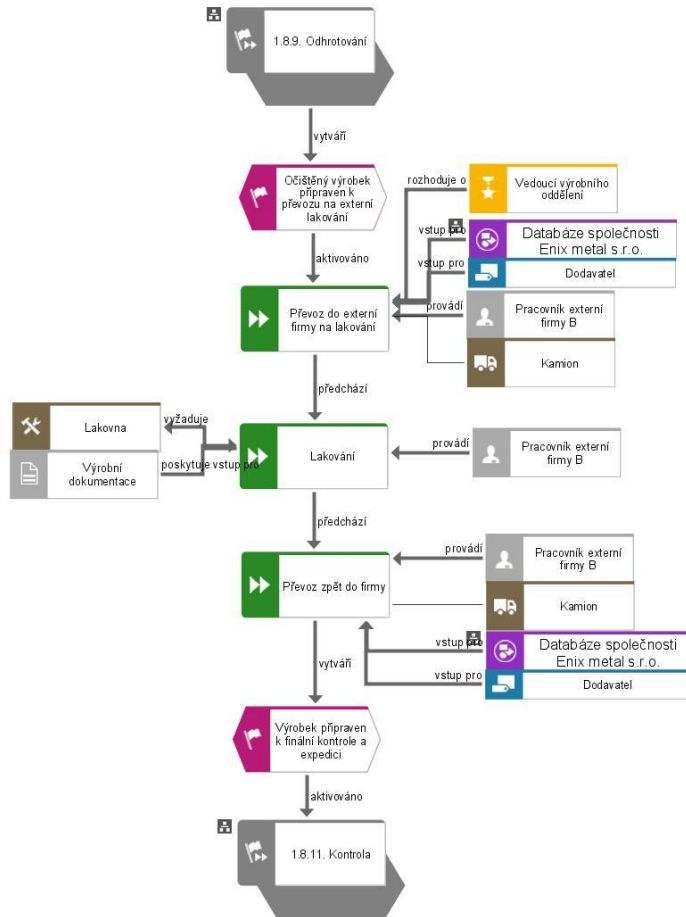 1.8.9. Odhrotování
vytváří
Očištěný výrobek
připraven k
převozu na externí
lakování
rozhoduje o
Vedoucí výrobního
oddělení
vstup pro
Databáze společnosti
Enix metal s.r.o.
aktivováno
vstup pro
Dodavatel
Převoz do externí
firmy na lakování
provádí
Pracovník externí
firmy B
Kamion
předchází
Lakovna
vyžaduje
Výrobní
dokumentace
poskytuje vstup pro
Lakování
provádí
Pracovník externí
firmy B
předchází
Převoz zpět do firmy
provádí
Pracovník externí
firmy B
Kamion
vstup pro
Databáze společnosti
Enix metal s.r.o.
vytváří
vstup pro
Dodavatel
Výrobek připraven
k finální kontrole a
expedici
aktivováno
1.8.11. Kontrola